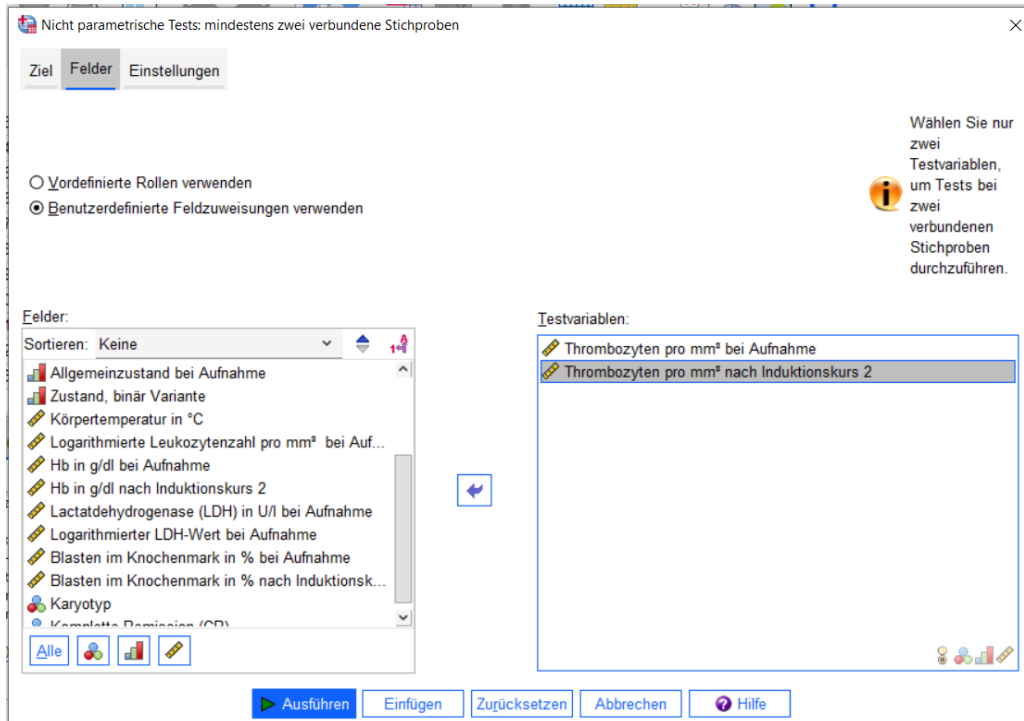 Nicht parametrische Tests: mindestens zwei verbundene Stichproben
Ziel Felder Einstellungen
Wählen Sie nur
zwei
Testvariablen,
um Tests bei
zwei
verbundenen
Stichproben
durchzuführen.
Vordefinierte Rollen verwenden
Benutzerdefinierte Feldzuweisungen verwenden
Felder:
Sortieren: Keine
Allgemeinzustand bei Aufnahme
Zustand, binär Variante
Körpertemperatur in °C
Logarithmierte Leukozytenzahl pro mm³ bei Auf...
Hb in g/dl bei Aufnahme
Hb in g/dl nach Induktionskurs 2
Lactatdehydrogenase (LDH) in U/l bei Aufnahme
Logarithmierter LDH-Wert bei Aufnahme
Blasten im Knochenmark in % bei Aufnahme
Blasten im Knochenmark in % nach Induktionsk...
Karyotyp
Komplette Remission (CR)
Alle
Testvariablen:
Thrombozyten pro mm³ bei Aufnahme
Thrombozyten pro mm³ nach Induktionskurs 2
Ausführen Einfügen Zurücksetzen Abbrechen Hilfe